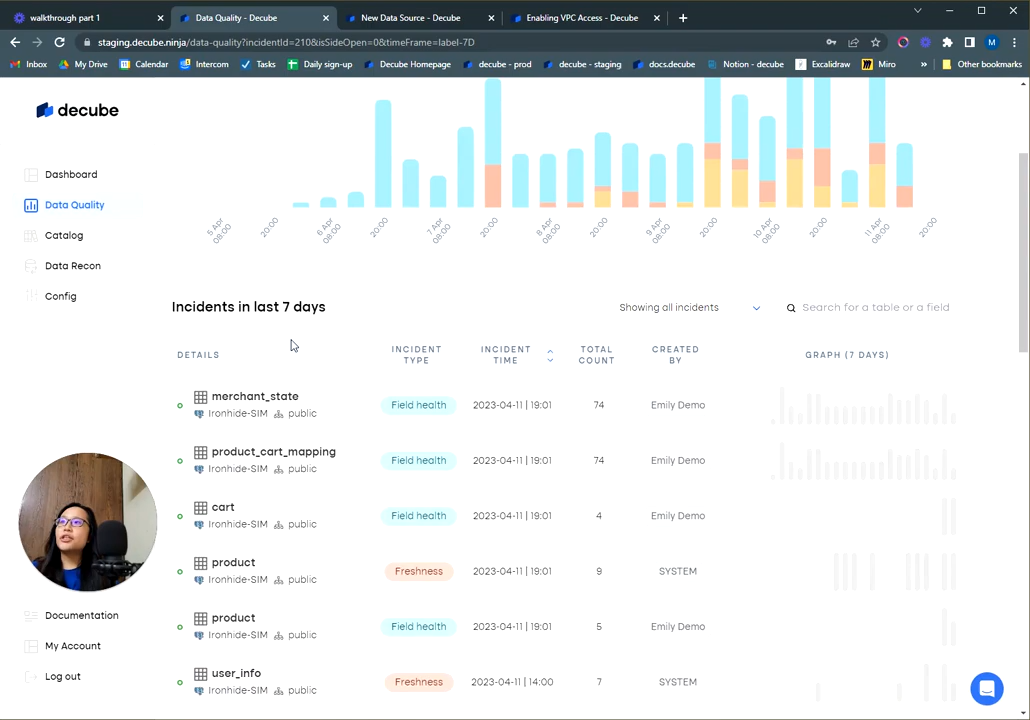 walkthrough part 1
Data Quality - Decube
New Data Source - Decube
Enabling VPC Access - Decube
staging.decube.ninja/data-quality?incidentId=210&isSideOpen=0&timeFrame=label-7D
M
Inbox
My Drive
Calendar
Intercom
Tasks
Daily sign-up
Decube Homepage
decube - prod
decube - staging
docs.decube
Notion - decube
Excalidraw
Miro
»
Other bookmarks
decube
Dashboard
Data Quality
Catalog
Data Recon
Config
5 Apr
08:00
20:00
6 Apr
08:00
20:00
7 Apr
08:00
20:00
8 Apr
08:00
20:00
9 Apr
08:00
20:00
10 Apr
08:00
20:00
11 Apr
08:00
20:00
Incidents in last 7 days
Showing all incidents
Search for a table or a field
DETAILS
INCIDENT
TYPE
INCIDENT
TIME
TOTAL
COUNT
CREATED
BY
GRAPH (7 DAYS)
merchant_state
Ironhide-SIM public
Field health
2023-04-11 | 19:01
74
Emily Demo
product_cart_mapping
Ironhide-SIM public
Field health
2023-04-11 | 19:01
74
Emily Demo
cart
Ironhide-SIM public
Field health
2023-04-11 | 19:01
4
Emily Demo
product
Ironhide-SIM public
Freshness
2023-04-11 | 19:01
9
SYSTEM
product
Ironhide-SIM public
Field health
2023-04-11 | 19:01
5
Emily Demo
user_info
Ironhide-SIM public
Freshness
2023-04-11 | 14:00
7
SYSTEM
Documentation
My Account
Log out